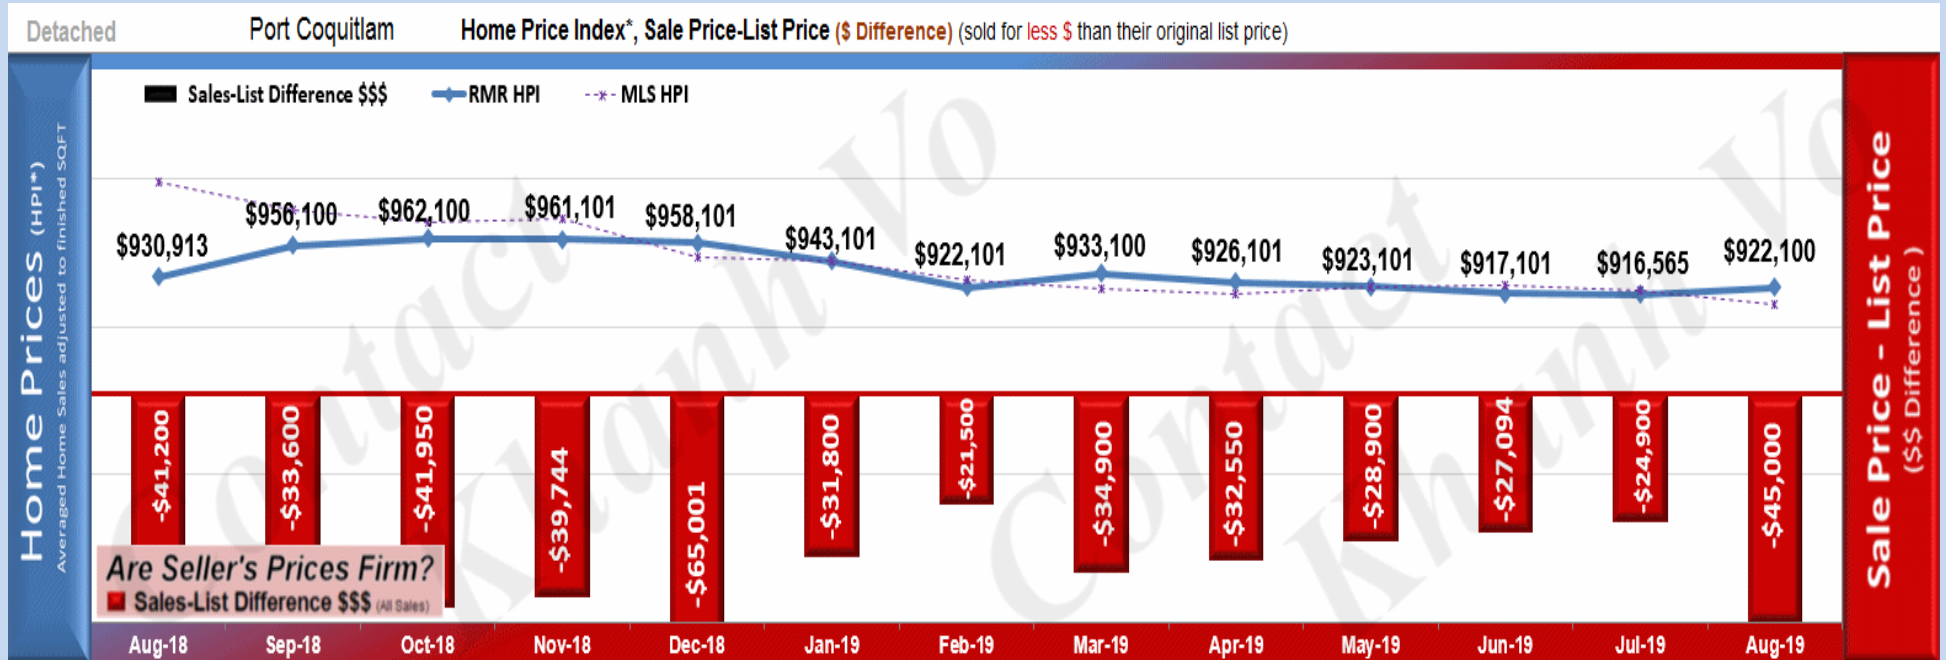 Detached
Port Coquitlam
Home Price Index*, Sale Price-List Price ($ Difference) (sold for less $ than their original list price)
Home Prices (HPI*)
Averaged Home Sales adjusted to finished SQFT
Sales-List Difference $$$
RMR HPI
MLS HPI
$930,913
$956,100
$962,100
$961,101
$958,101
$943,101
$922,101
$933,100
$926,101
$923,101
$917,101
$916,565
$922,100
-$41,200
-$33,600
-$41,950
-$39,744
-$65,001
-$31,800
-$21,500
-$34,900
-$32,550
-$28,900
-$27,094
-$24,900
-$45,000
Are Seller's Prices Firm?
Sales-List Difference $$$ (All Sales)
Aug-18
Sep-18
Oct-18
Nov-18
Dec-18
Jan-19
Feb-19
Mar-19
Apr-19
May-19
Jun-19
Jul-19
Aug-19
Sale Price - List Price
($$ Difference )
Contact
Khanh Vo
Contact
Khanh Vo